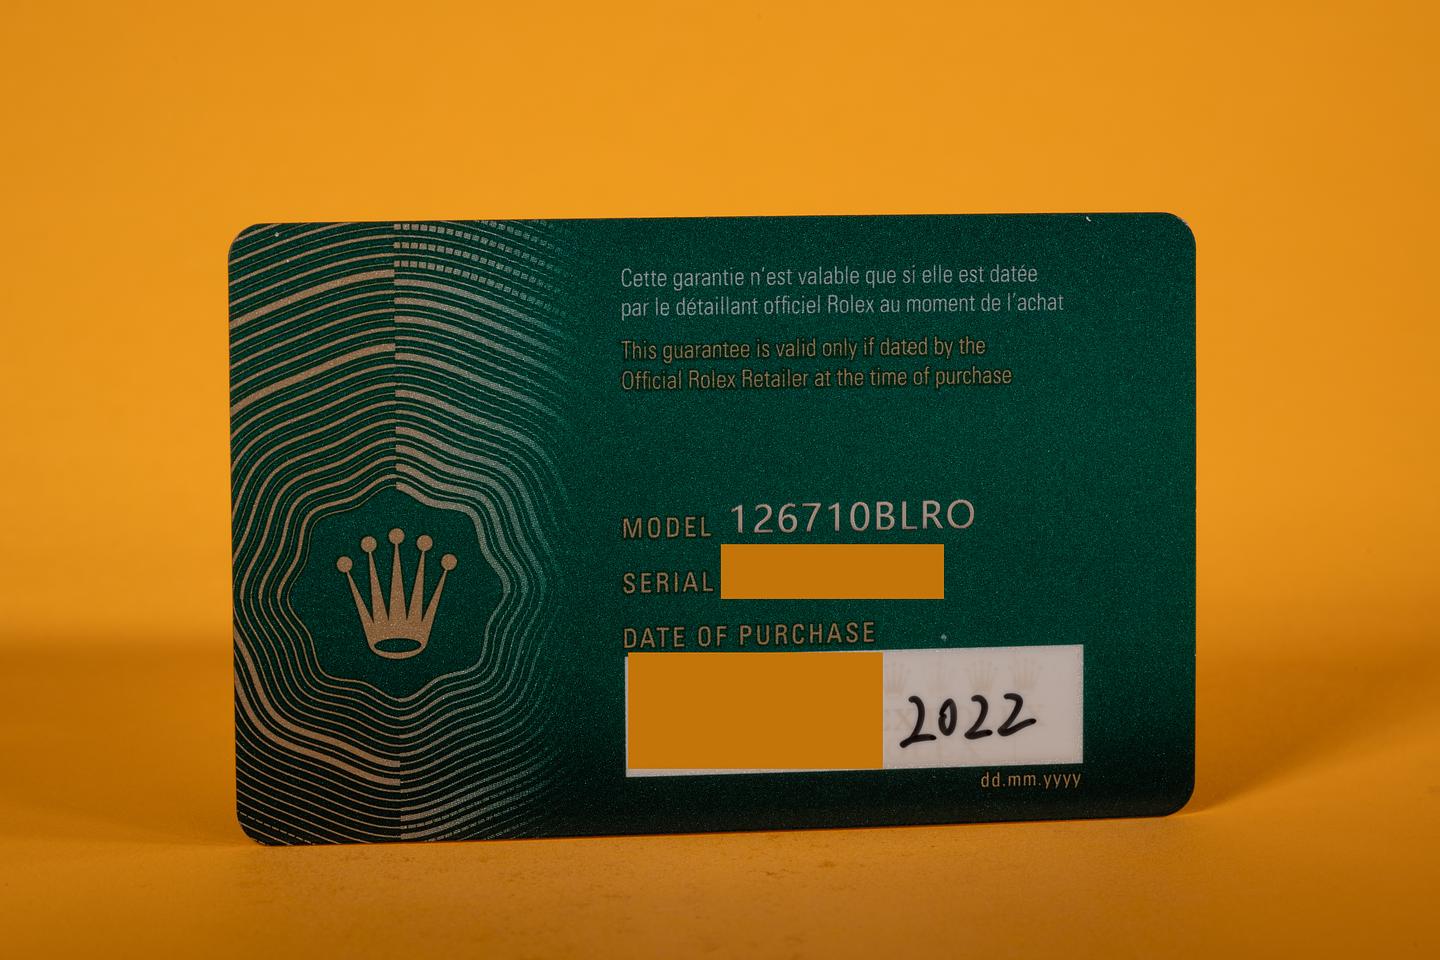 Cette garantie n'est valable que si elle est datée
par le détaillant officiel Rolex au moment de l'achat
This guarantee is valid only if dated by the
Official Rolex Retailer at the time of purchase
MODEL 126710BLRO
SERIAL
DATE OF PURCHASE
2022
dd.mm.yyyy